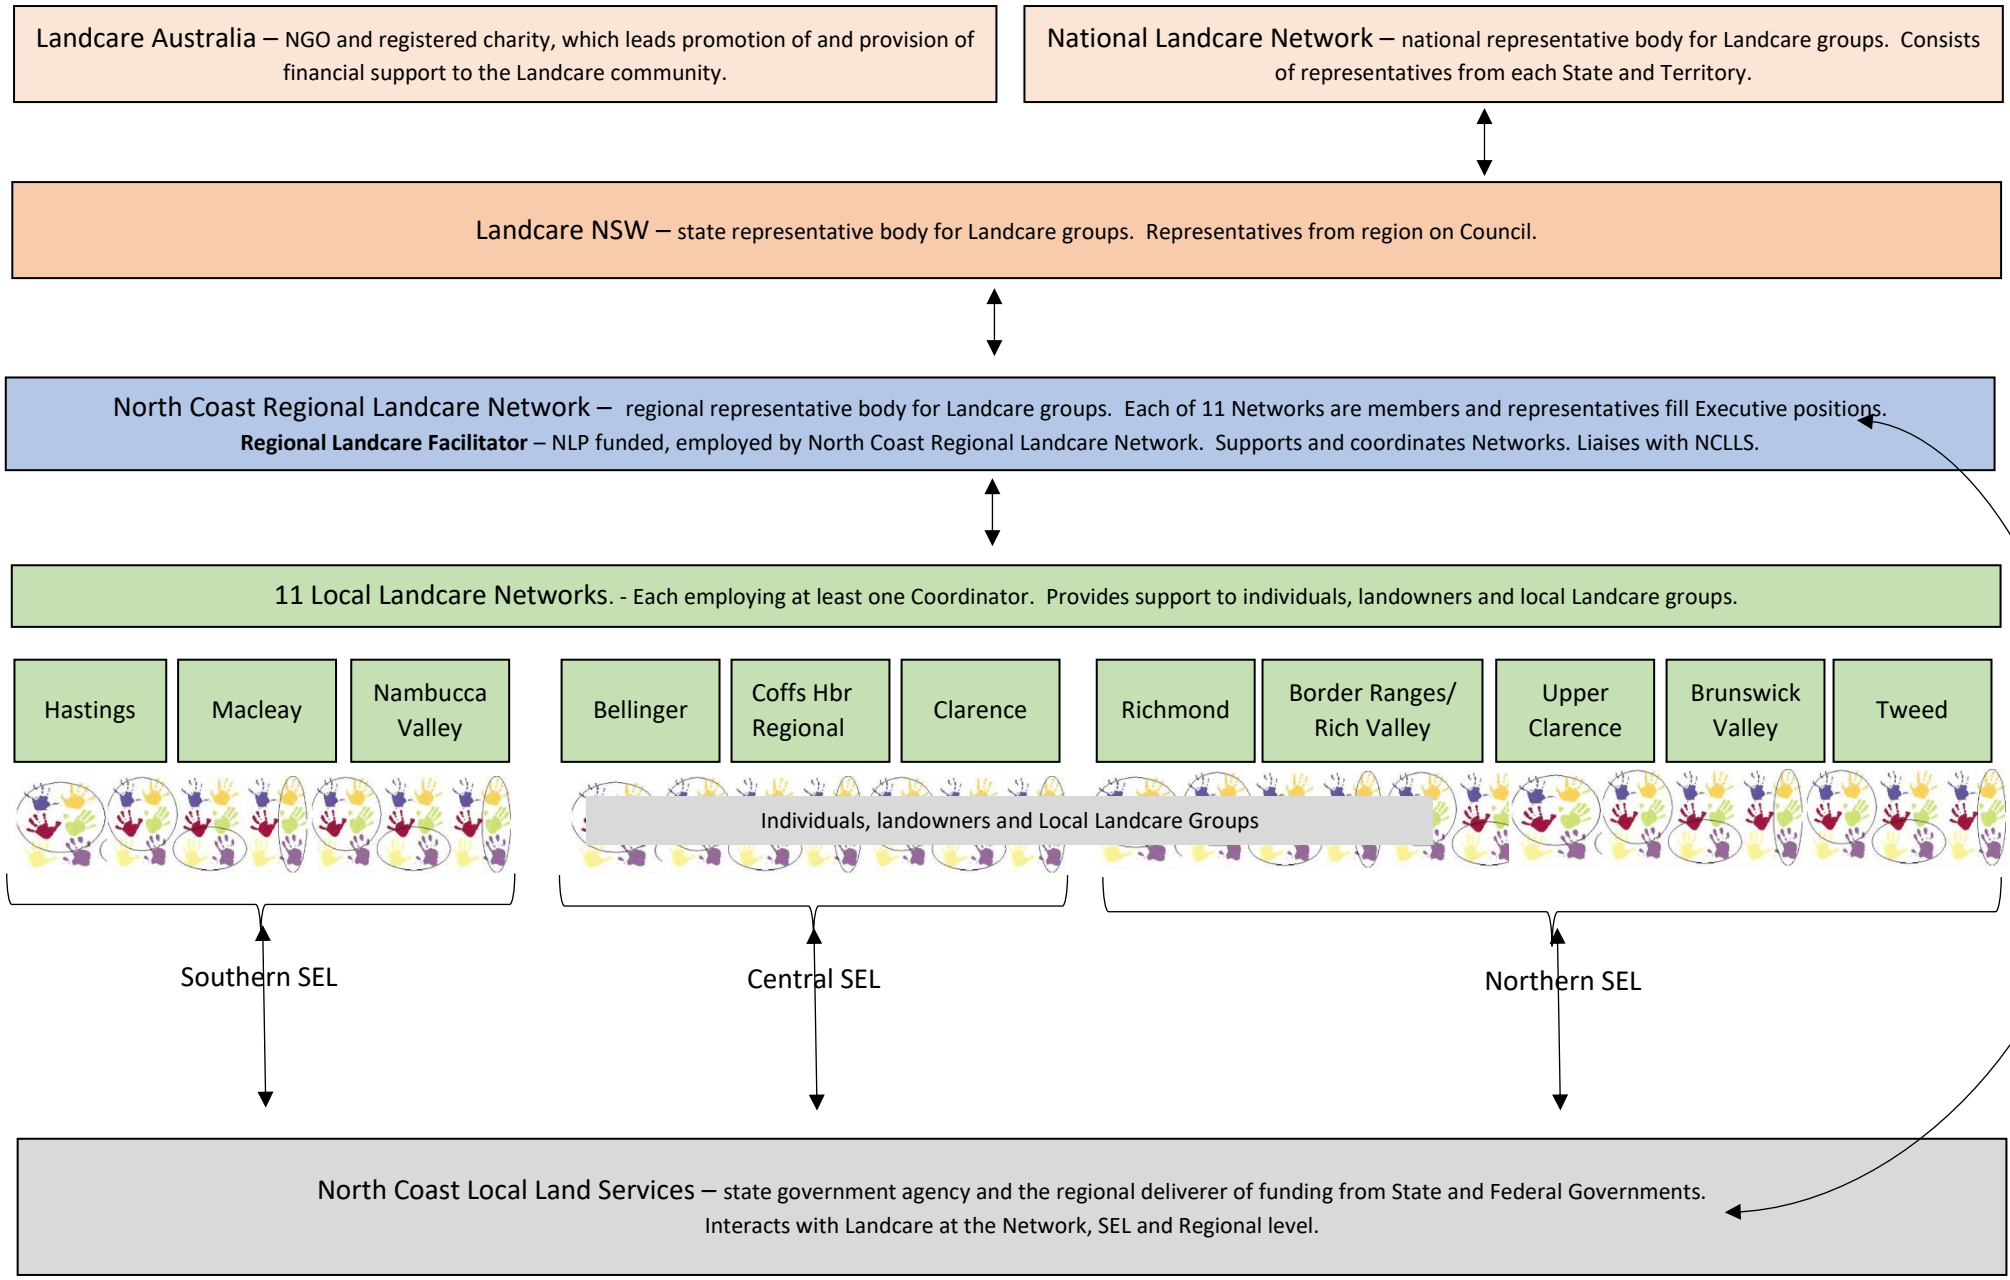 Landcare Australia – NGO and registered charity, which leads promotion of and provision of
financial support to the Landcare community.
National Landcare Network – national representative body for Landcare groups.  Consists
of representatives from each State and Territory.
Landcare NSW – state representative body for Landcare groups.  Representatives from region on Council.
North Coast Regional Landcare Network –  regional representative body for Landcare groups.  Each of 11 Networks are members and representatives fill Executive positions.
Regional Landcare Facilitator – NLP funded, employed by North Coast Regional Landcare Network.  Supports and coordinates Networks. Liaises with NCLLS.
11 Local Landcare Networks. - Each employing at least one Coordinator.  Provides support to individuals, landowners and local Landcare groups.
Hastings
Macleay
Nambucca
Valley
Bellinger
Coffs Hbr
Regional
Clarence
Richmond
Border Ranges/
Rich Valley
Upper
Clarence
Brunswick
Valley
Tweed
Individuals, landowners and Local Landcare Groups
Southern SEL
Central SEL
Northern SEL
North Coast Local Land Services – state government agency and the regional deliverer of funding from State and Federal Governments.
Interacts with Landcare at the Network, SEL and Regional level.